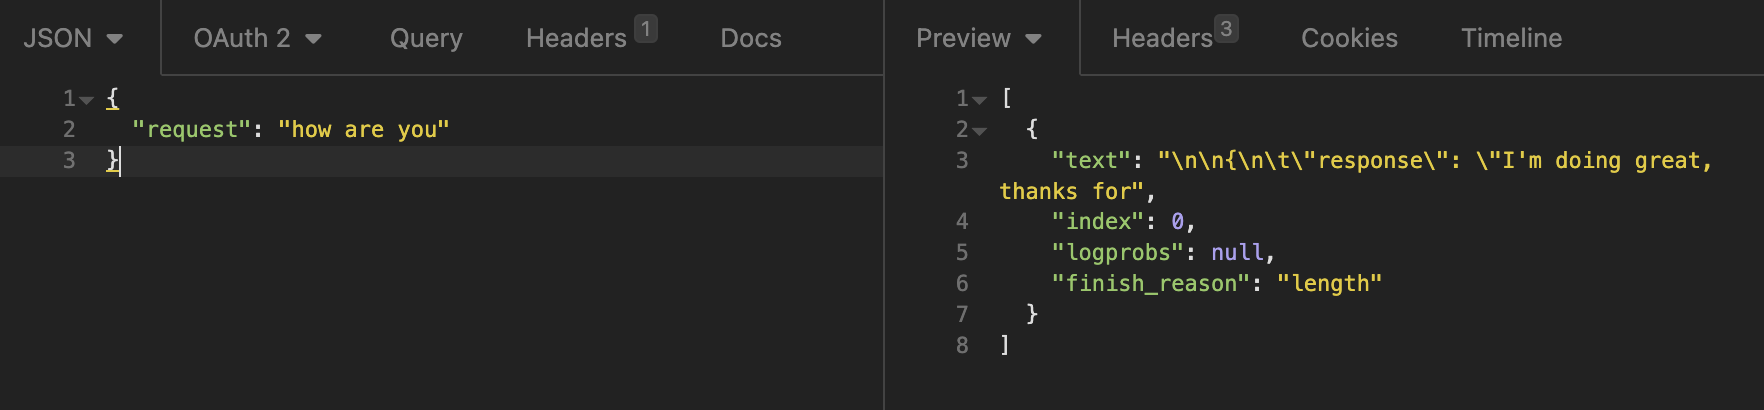 JSON OAuth 2 Query Headers 1 Docs
1 {
2 "request": "how are you"
3 }
Preview Headers 3 Cookies Timeline
1 [
2 {
3 "text": "\n\n{\n\t\"response\": \"I'm doing great,
thanks for",
4 "index": 0,
5 "logprobs": null,
6 "finish_reason": "length"
7 }
8 ]